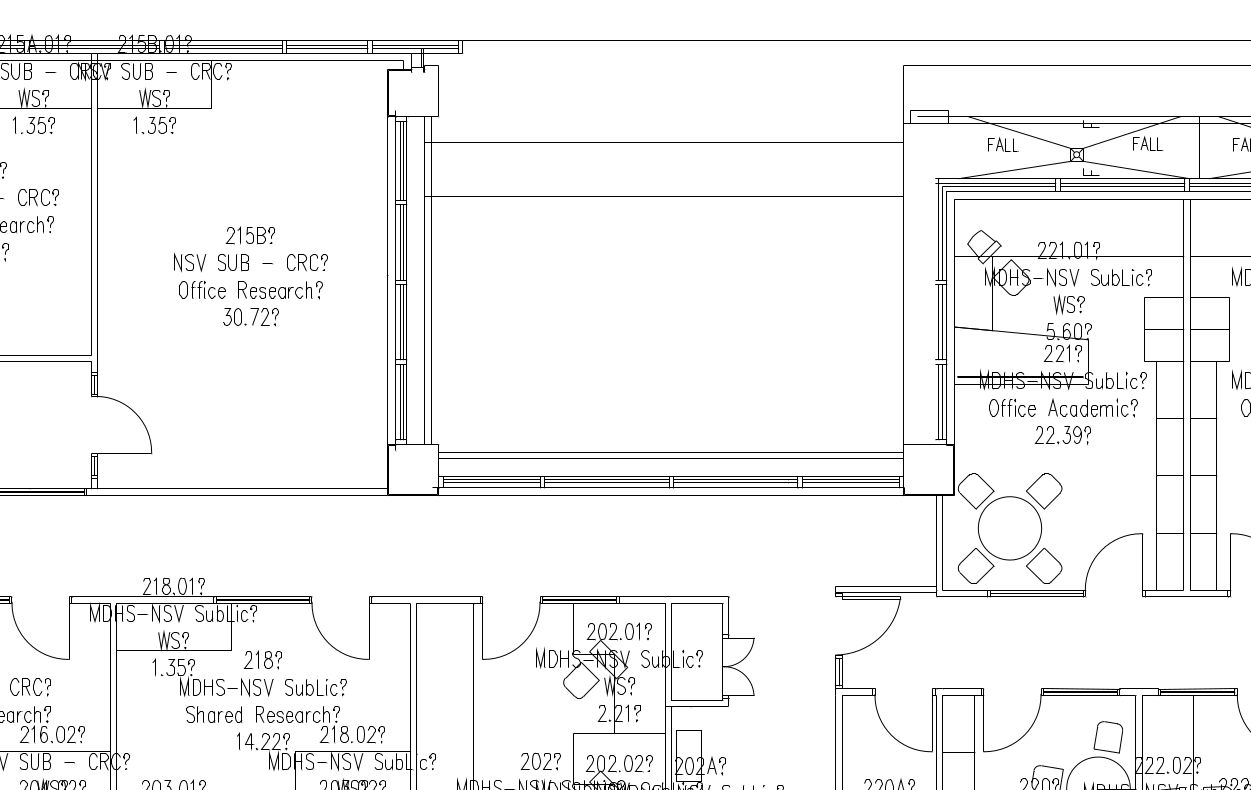 215A.01?
SUB - CRC?
WS?
1.35?
215B.01?
NSV SUB - CRC?
WS?
1.35?
?
- CRC?
earch?
?
215B?
NSV SUB - CRC?
Office Research?
30.72?
FALL
FALL
221.01?
MDHS-NSV SubLic?
WS?
5.60?
221?
MDHS-NSV SubLic?
Office Academic?
22.39?
218.01?
MDHS-NSV SubLic?
WS?
1.35?
218?
MDHS-NSV SubLic?
Shared Research?
14.22?
CRC?
earch?
216.02?
V SUB - CRC?
WS?
203.01?
218.02?
MDHS-NSV SubLic?
WS?
202.01?
MDHS-NSV SubLic?
WS?
2.21?
202?
202.02?
202A?
220A?
220?
222.02?